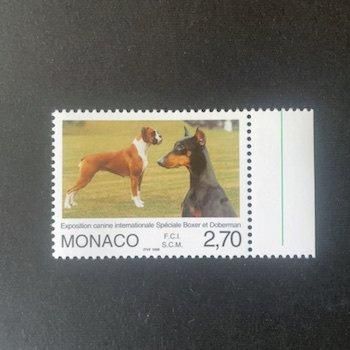 Exposition canine internationale Spéciale Boxer et Doberman
MONACO F.C.I. 2,70
S.C.M.